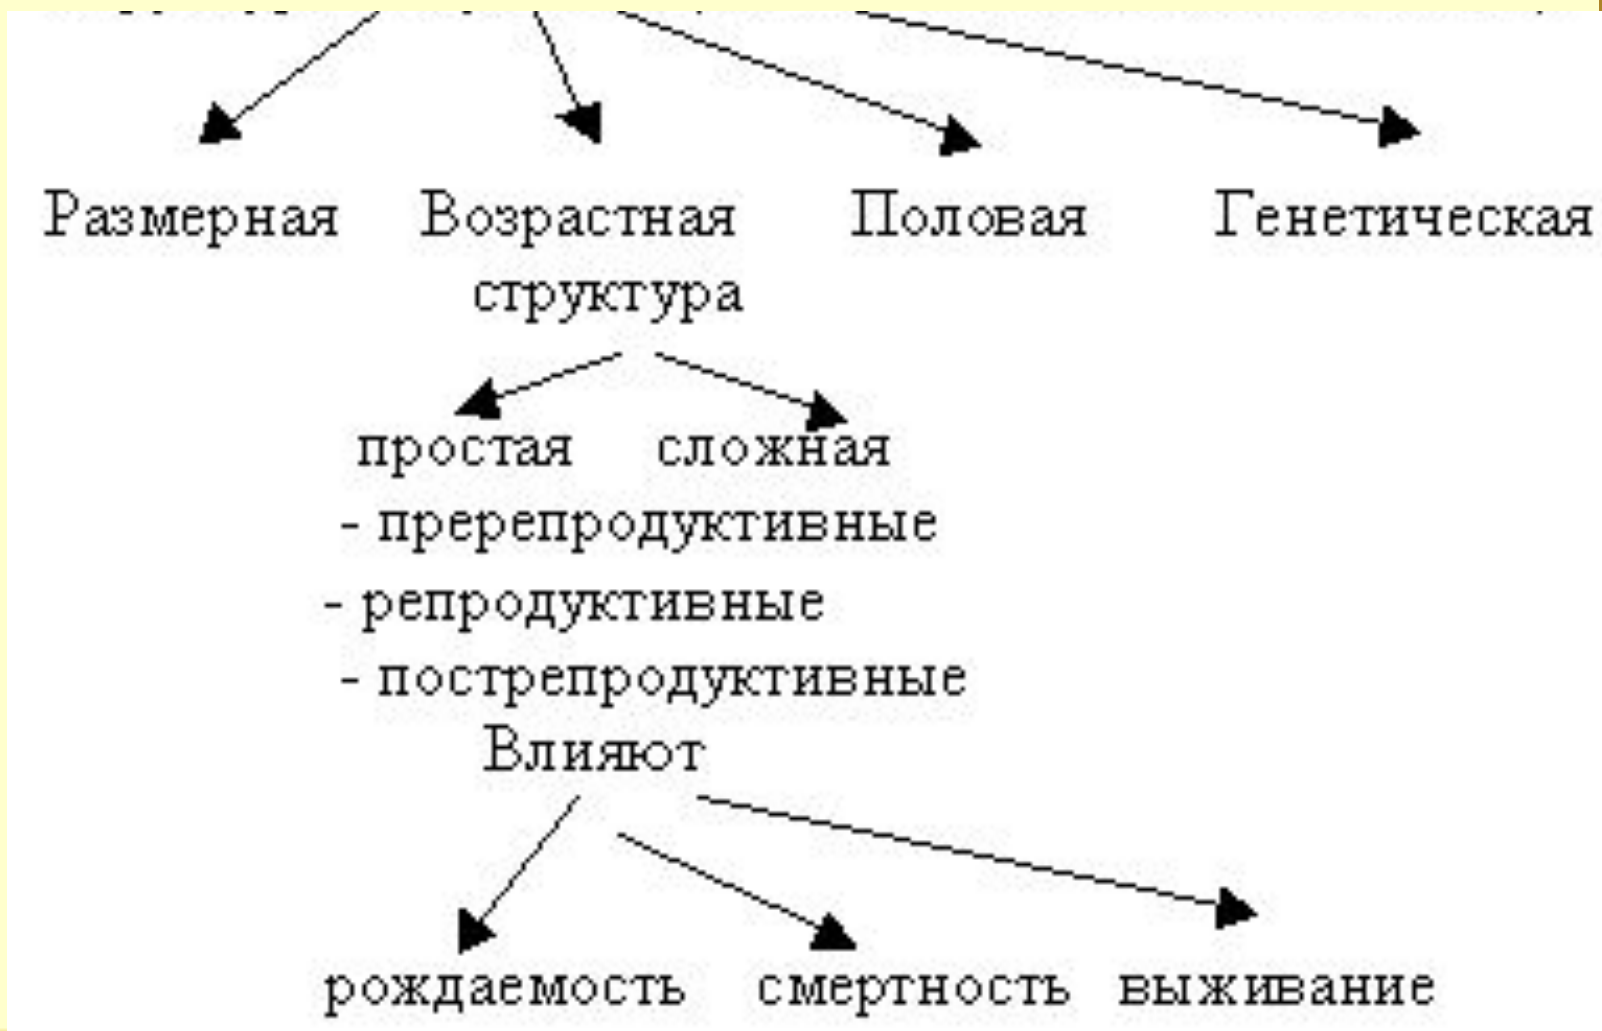 Размерная Возрастная Половая Генетическая
структура
простая сложная
- пререпродуктивные
- репродуктивные
- пострепродуктивные
Влияют
рождаемость смертность выживание